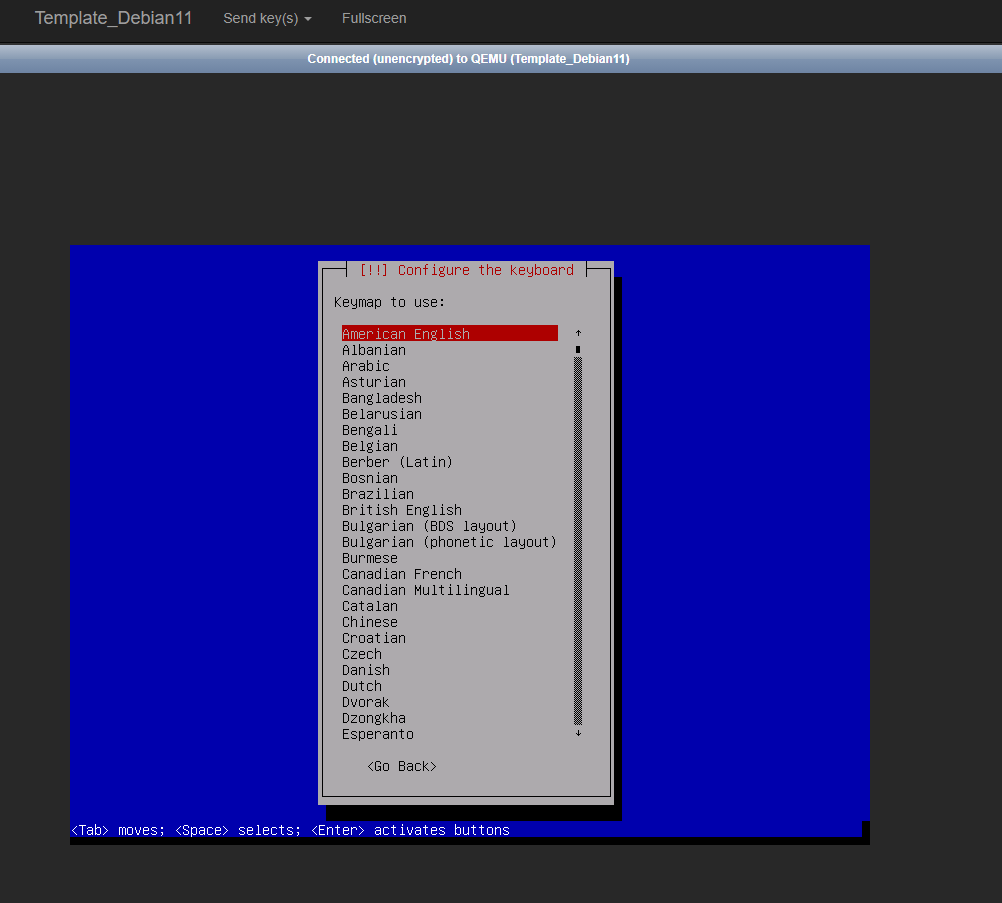 Template_Debian11 Send key(s) Fullscreen
Connected (unencrypted) to QEMU (Template_Debian11)
[!!] Configure the keyboard
Keymap to use:
American English
Albanian
Arabic
Asturian
Bangladesh
Belarusian
Bengali
Belgian
Berber (Latin)
Bosnian
Brazilian
British English
Bulgarian (BDS layout)
Bulgarian (phonetic layout)
Burmese
Canadian French
Canadian Multilingual
Catalan
Chinese
Croatian
Czech
Danish
Dutch
Dvorak
Dzongkha
Esperanto
<Go Back>
<Tab> moves; <Space> selects; <Enter> activates buttons